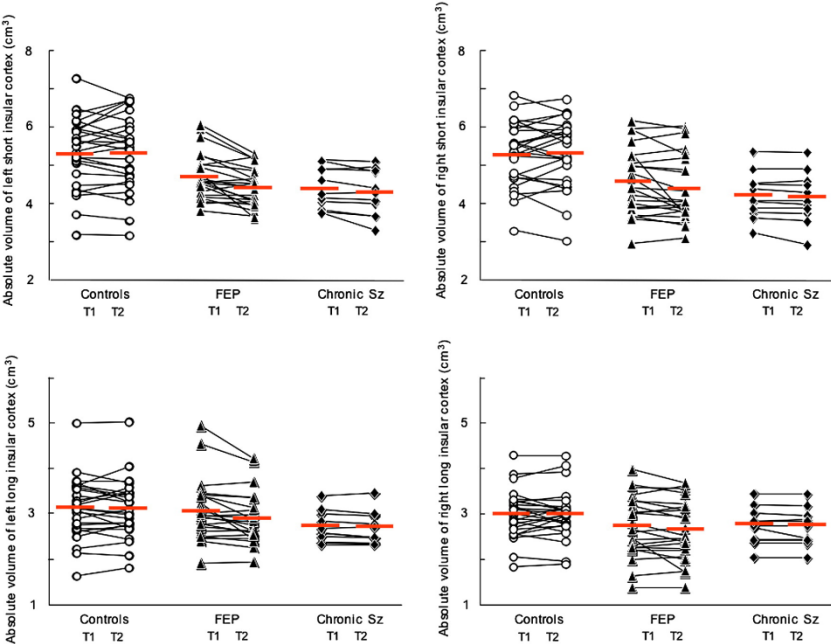 Absolute volume of left short insular cortex (cm³)
8
6
4
2
Controls FEP Chronic Sz
T1 T2 T1 T2 T1 T2
Absolute volume of right short insular cortex (cm³)
8
6
4
2
Controls FEP Chronic Sz
T1 T2 T1 T2 T1 T2
Absolute volume of left long insular cortex (cm³)
5
3
1
Controls FEP Chronic Sz
T1 T2 T1 T2 T1 T2
Absolute volume of right long insular cortex (cm³)
5
3
1
Controls FEP Chronic Sz
T1 T2 T1 T2 T1 T2